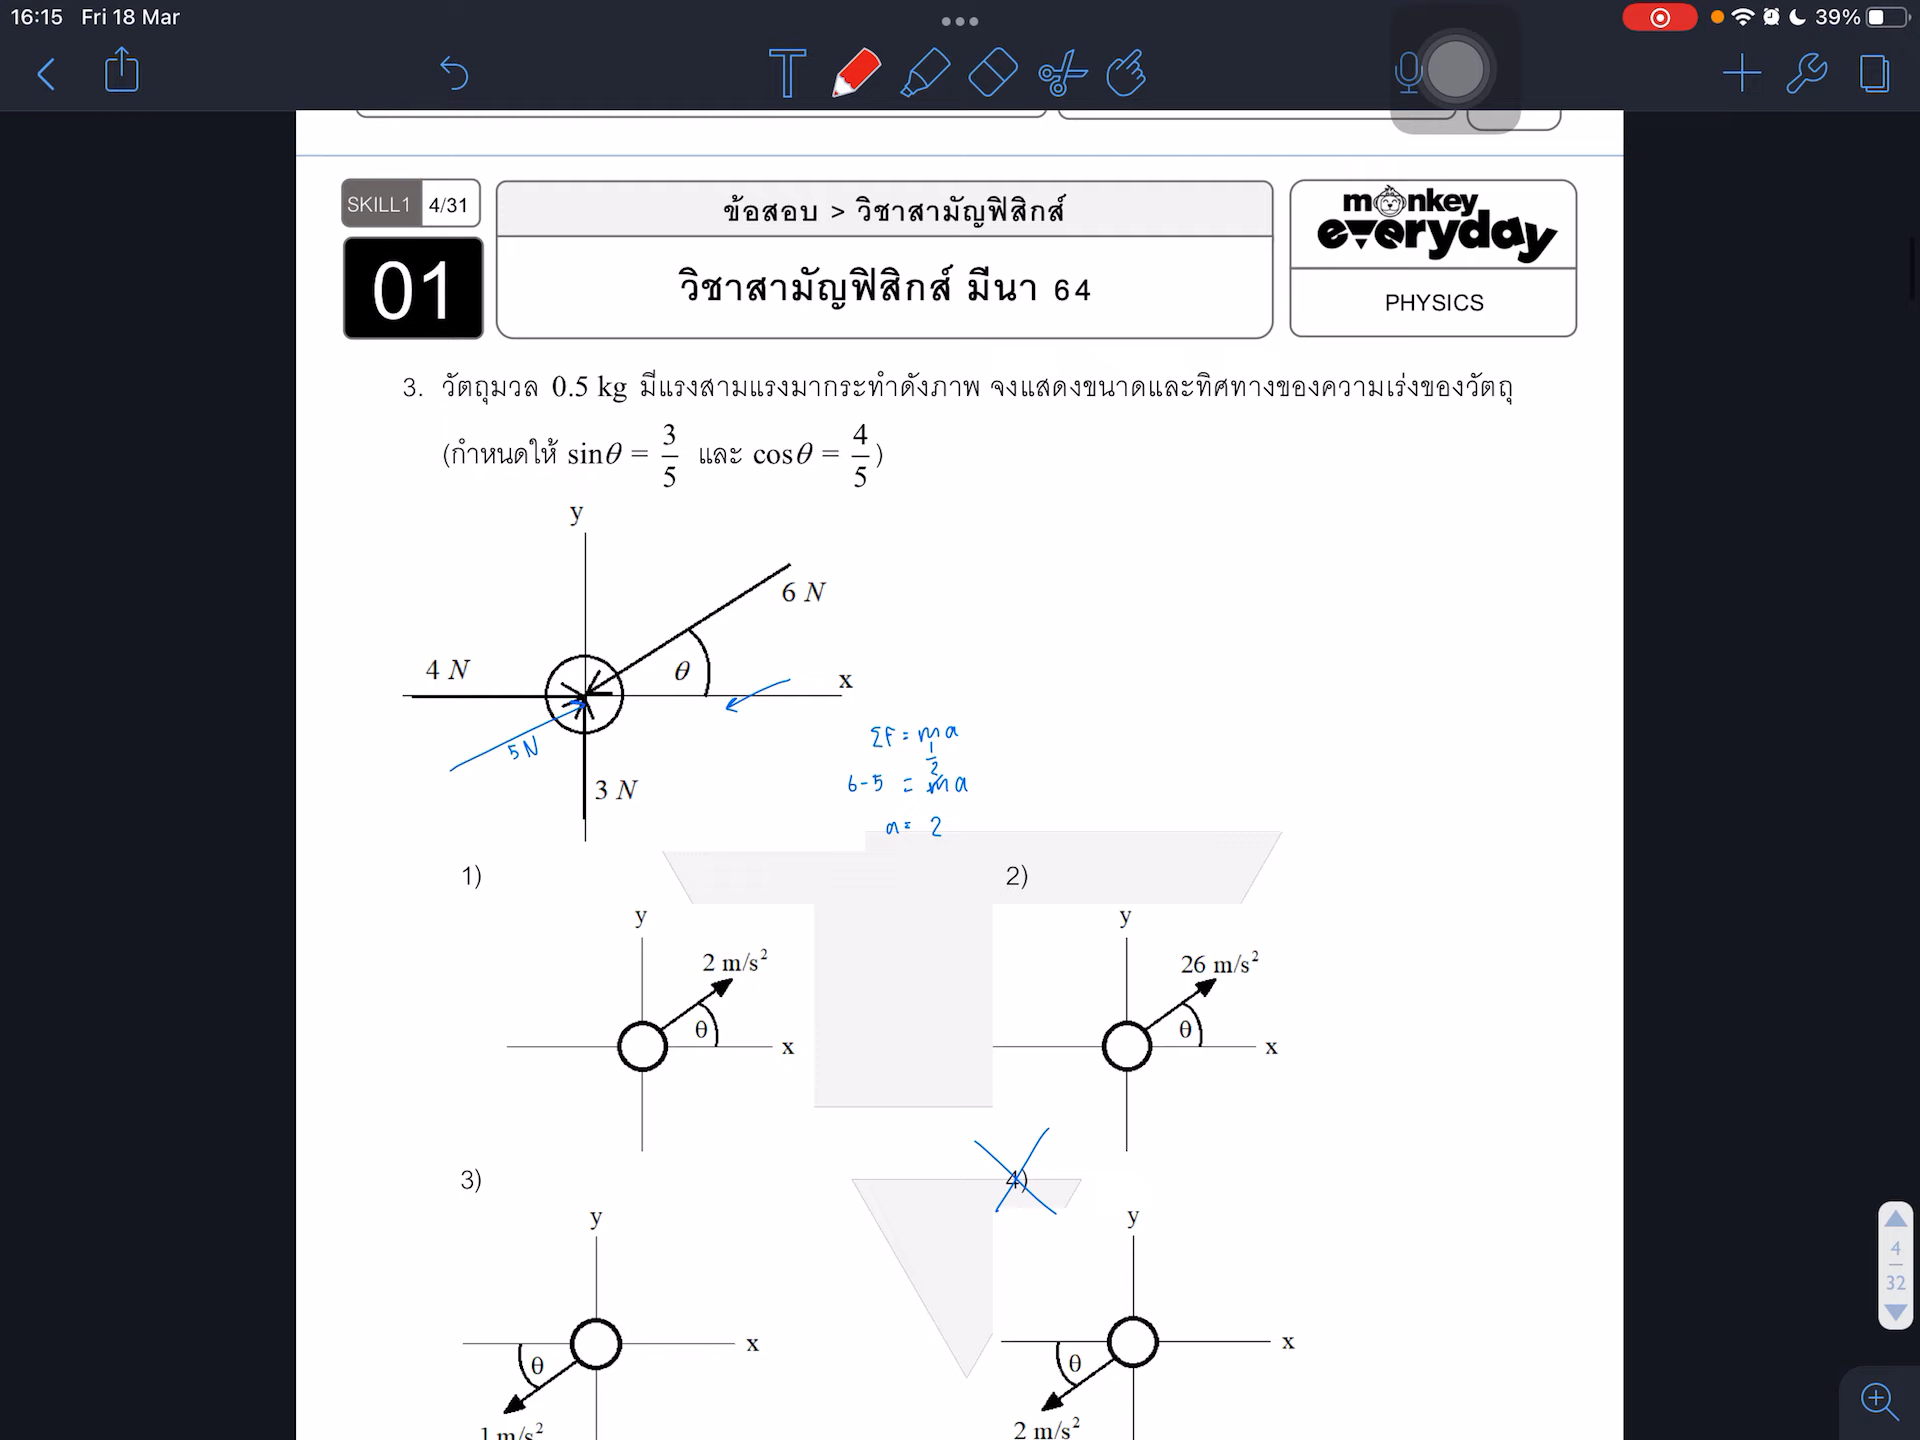 16:15 Fri 18 Mar
39%
SKILL1 4/31
01
ข้อสอบ > วิชาสามัญฟิสิกส์
วิชาสามัญฟิสิกส์ มีนา 64
monkey
everyday
PHYSICS
3. วัตถุมวล 0.5 kg มีแรงสามแรงมากระทำดังภาพ จงแสดงขนาดและทิศทางของความเร่งของวัตถุ
(กำหนดให้ sinθ = 3/5 และ cosθ = 4/5)
y
6 N
4 N
θ
x
5N
3 N
ΣF = ma
1/2
6-5 = ma
a = 2
1)
y
2 m/s²
θ
x
2)
y
26 m/s²
θ
x
3)
y
x
θ
1 m/s²
4)
y
x
θ
2 m/s²
4
32